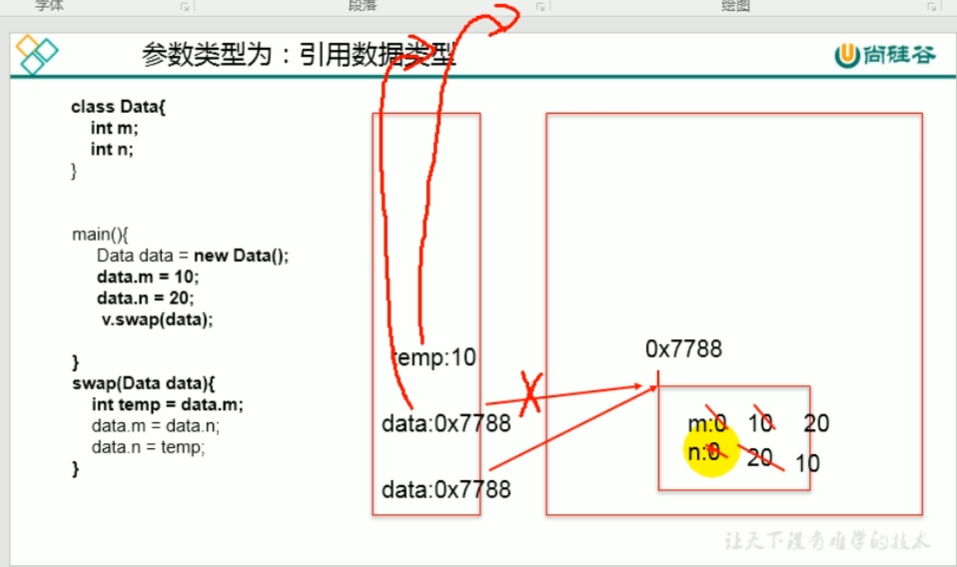 字体 段落 绘图
参数类型为：引用数据类型
尚硅谷
class Data{
int m;
int n;
}
main(){
Data data = new Data();
data.m = 10;
data.n = 20;
v.swap(data);
}
swap(Data data){
int temp = data.m;
data.m = data.n;
data.n = temp;
}
temp:10
data:0x7788
data:0x7788
0x7788
m:0 10 20
n:0 20 10
让天下没有难学的技术